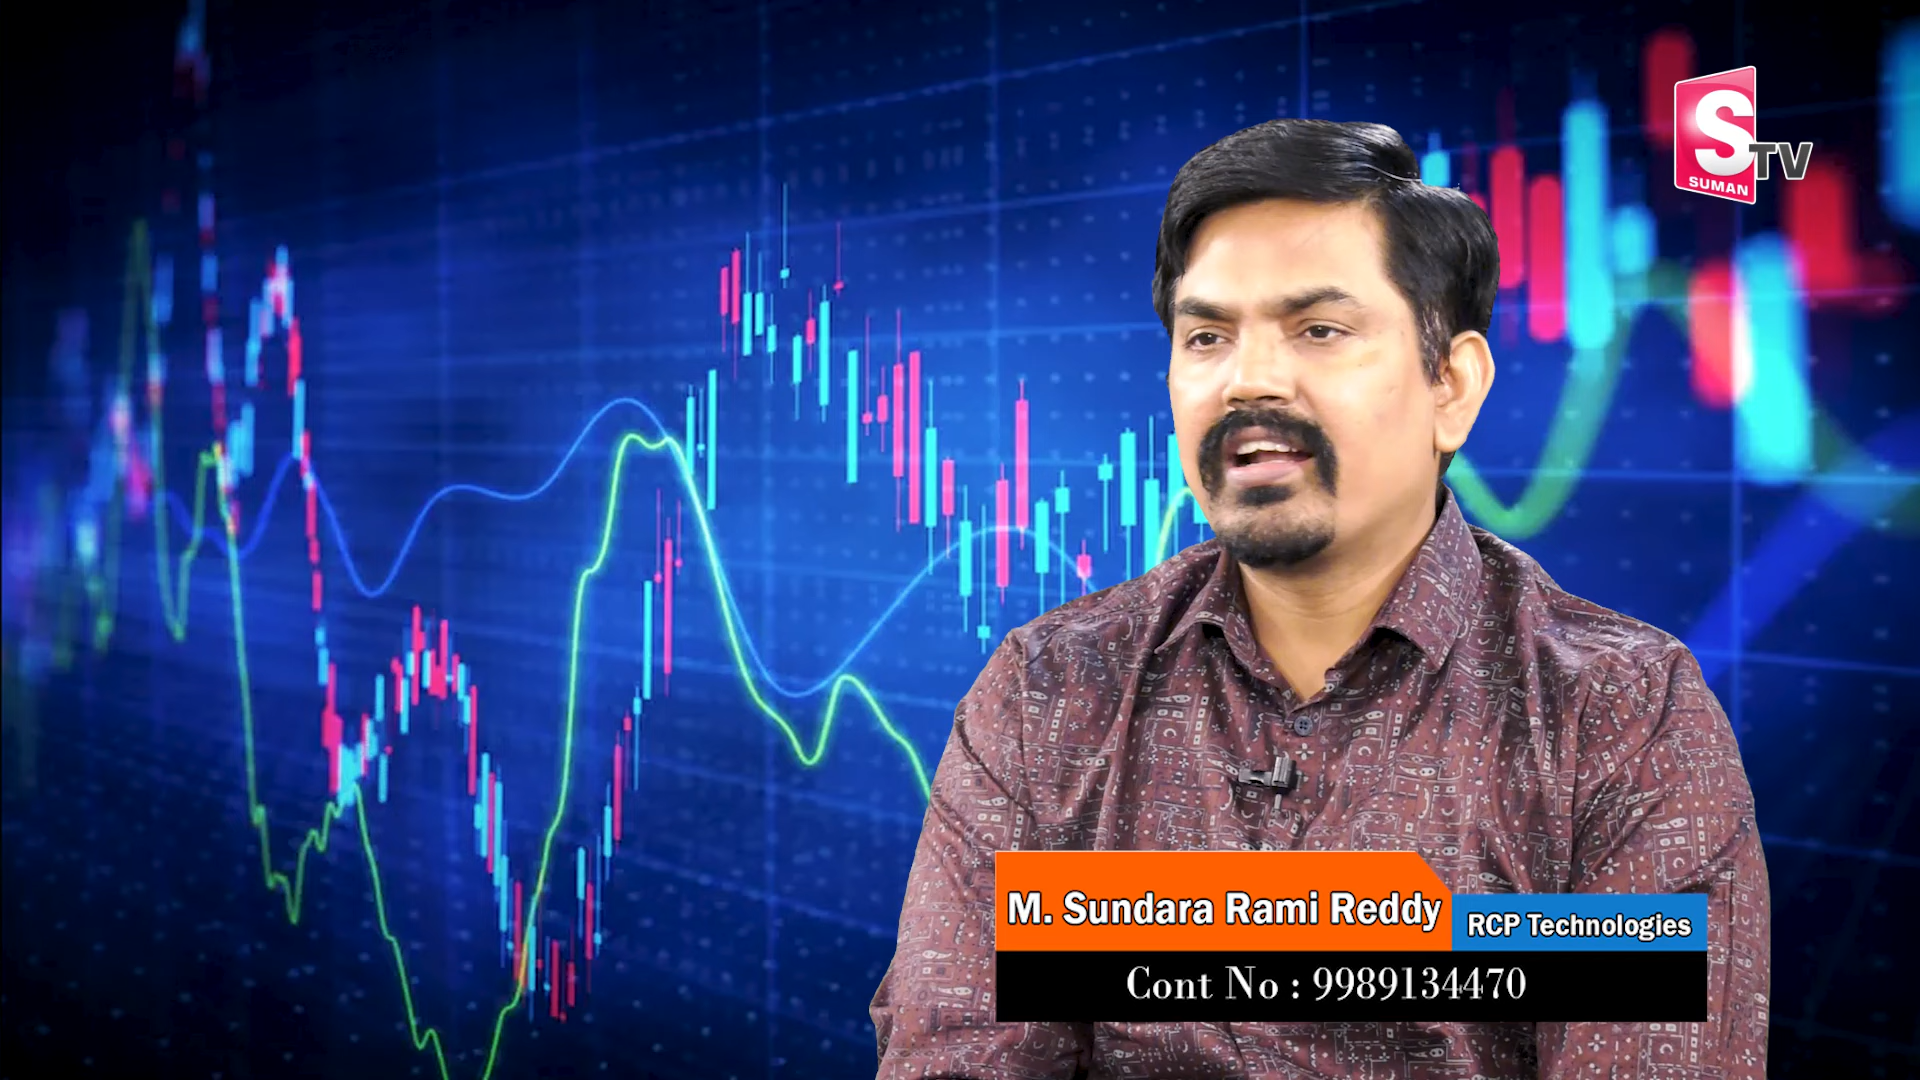 S
TV
SUMAN
M. Sundara Rami Reddy
RCP Technologies
Cont No : 9989134470